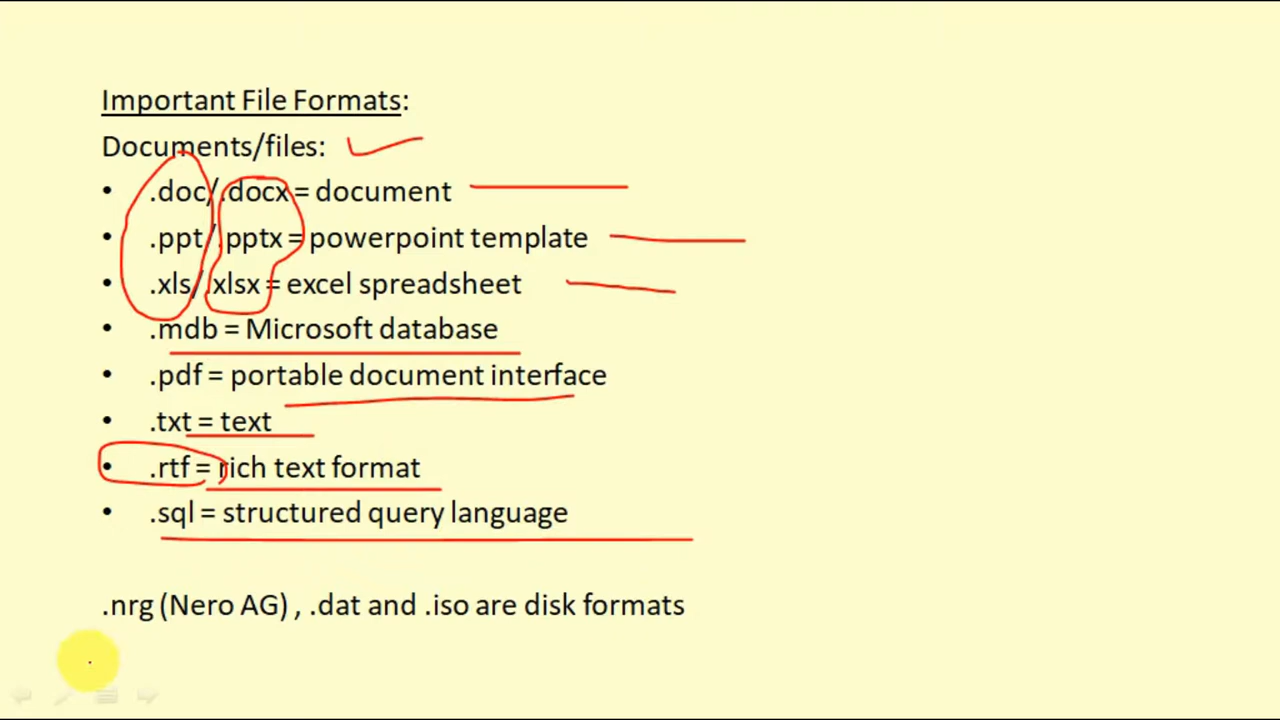 Important File Formats:
Documents/files:
• .doc/.docx = document
• .ppt/.pptx = powerpoint template
• .xls/.xlsx = excel spreadsheet
• .mdb = Microsoft database
• .pdf = portable document interface
• .txt = text
• .rtf = rich text format
• .sql = structured query language
.nrg (Nero AG) , .dat and .iso are disk formats